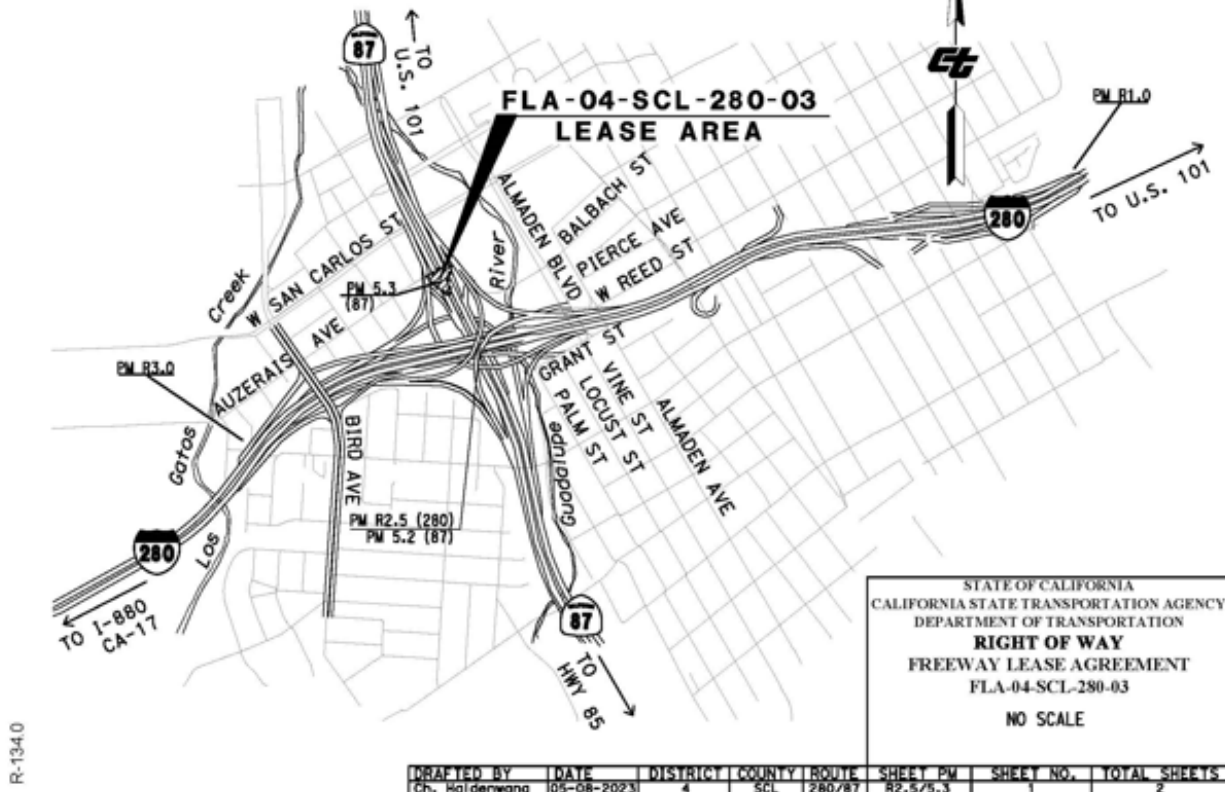 87
TO
U.S. 101
FLA-04-SCL-280-03
LEASE AREA
ct
PM R1.0
TO U.S. 101
280
ALMADEN BLVD
BALBACH ST
PIERCE AVE
W REED ST
River
W SAN CARLOS ST
Creek
PM 5.3
(87)
AUZERAIS AVE
PM R3.0
GRANT ST
VINE ST
LOCUST ST
PALM ST
ALMADEN AVE
Gatos
BIRD AVE
Guadalupe
PM R2.5 (280)
PM 5.2 (87)
280
Los
TO I-880
CA-17
87
TO
HWY 85
STATE OF CALIFORNIA
CALIFORNIA STATE TRANSPORTATION AGENCY
DEPARTMENT OF TRANSPORTATION
RIGHT OF WAY
FREEWAY LEASE AGREEMENT
FLA-04-SCL-280-03
NO SCALE
R-134.0
DRAFTED BY DATE DISTRICT COUNTY ROUTE SHEET PM SHEET NO. TOTAL SHEETS
Ch. Haldenwang 05-08-2023 4 SCL 280/87 R2.5/5.3 1 2